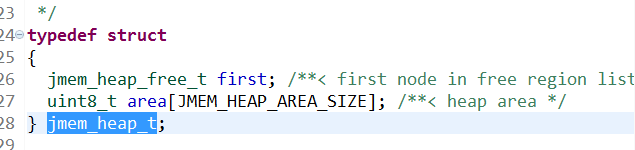 23 */
24 typedef struct
25 {
26 jmem_heap_free_t first; /**< first node in free region list
27 uint8_t area[JMEM_HEAP_AREA_SIZE]; /**< heap area */
28 } jmem_heap_t;
29